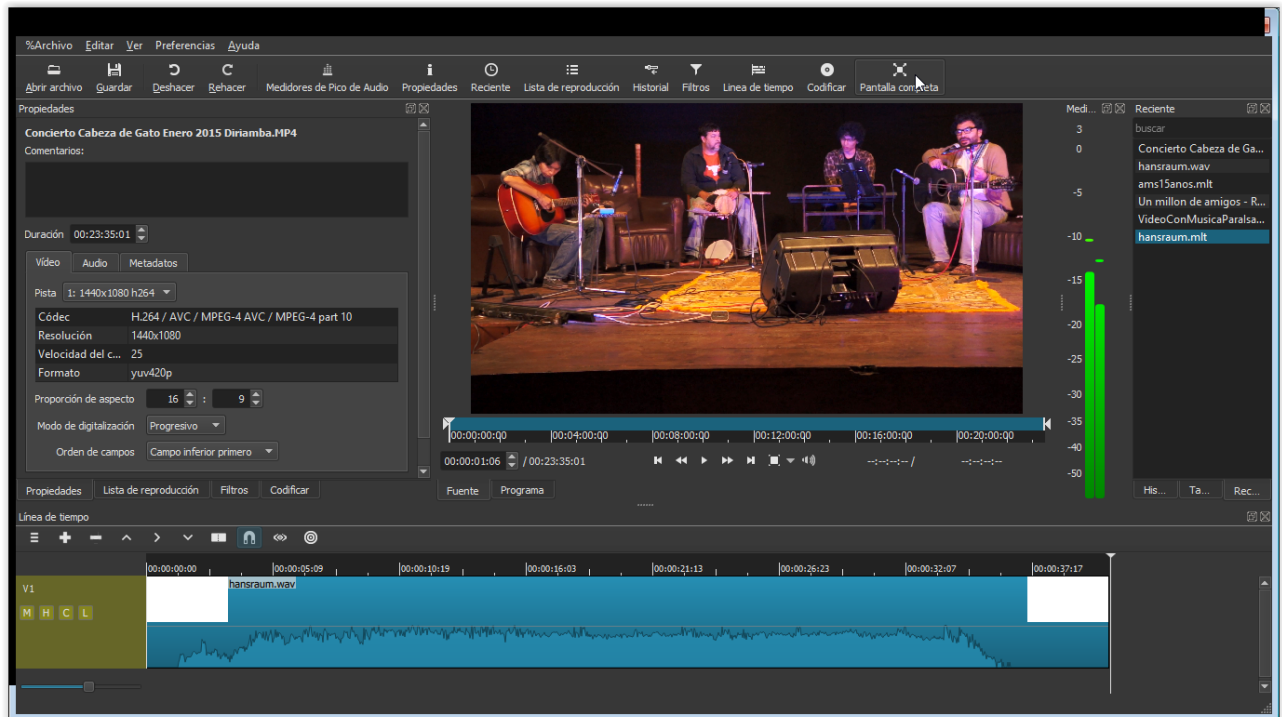 %Archivo Editar Ver Preferencias Ayuda
Abrir archivo Guardar Deshacer Rehacer Medidores de Pico de Audio Propiedades Reciente Lista de reproducción Historial Filtros Linea de tiempo Codificar Pantalla completa
Propiedades
Concierto Cabeza de Gato Enero 2015 Diriamba.MP4
Comentarios:
Duración 00:23:35:01
Vídeo Audio Metadatos
Pista 1: 1440x1080 h264
Códec H.264 / AVC / MPEG-4 AVC / MPEG-4 part 10
Resolución 1440x1080
Velocidad del c... 25
Formato yuv420p
Proporción de aspecto 16 : 9
Modo de digitalización Progresivo
Orden de campos Campo inferior primero
Propiedades Lista de reproducción Filtros Codificar
00:00:00:00 00:04:00:00 00:08:00:00 00:12:00:00 00:16:00:00 00:20:00:00
00:00:01:06 / 00:23:35:01 --:--:--:-- / --:--:--:--
Fuente Programa
Medi...
3
0
-5
-10
-15
-20
-25
-30
-35
-40
-50
Reciente
buscar
Concierto Cabeza de Ga...
hansraum.wav
ams15anos.mlt
Un millon de amigos - R...
VideoConMusicaParaIsa...
hansraum.mlt
His... Ta... Rec...
Línea de tiempo
00:00:00:00 00:00:05:09 00:00:10:19 00:00:16:03 00:00:21:13 00:00:26:23 00:00:32:07 00:00:37:17
V1 hansraum.wav
M H C L